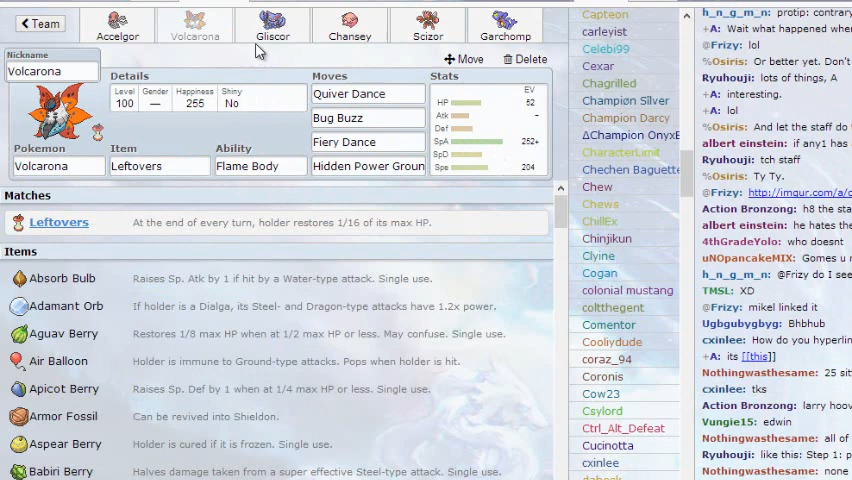 Team
Accelgor
Volcarona
Gliscor
Chansey
Scizor
Garchomp
Move
Delete
Nickname
Volcarona
Details
Level
100
Gender
—
Happiness
255
Shiny
No
Pokemon
Volcarona
Item
Leftovers
Ability
Flame Body
Moves
Quiver Dance
Bug Buzz
Fiery Dance
Hidden Power Groun
Stats
EV
HP 52
Atk -
Def -
SpA 252+
SpD -
Spe 204
Matches
Leftovers At the end of every turn, holder restores 1/16 of its max HP.
Items
Absorb Bulb Raises Sp. Atk by 1 if hit by a Water-type attack. Single use.
Adamant Orb If holder is a Dialga, its Steel- and Dragon-type attacks have 1.2x power.
Aguav Berry Restores 1/8 max HP when at 1/2 max HP or less. May confuse. Single use.
Air Balloon Holder is immune to Ground-type attacks. Pops when holder is hit.
Apicot Berry Raises Sp. Def by 1 when at 1/4 max HP or less. Single use.
Armor Fossil Can be revived into Shieldon.
Aspear Berry Holder is cured if it is frozen. Single use.
Babiri Berry Halves damage taken from a super effective Steel-type attack. Single use.
Capteon
carleyist
Celebi99
Cexar
Chagrilled
Champiøn Sïlver
Champion Darcy
ΔChampion OnyxE
CharacterLimit
Chechen Baguette
Chew
Chews
ChillEx
Chinjikun
Clyine
Cogan
colonial mustang
coltthegent
Comentor
Cooliydude
coraz_94
Coronis
Cow23
Csylord
Ctrl_Alt_Defeat
Cucinotta
cxinlee
h_n_g_m_n: protip: contrary
+A: Wait what happened when
@Frizy: lol
%Osiris: Or better yet. Don't
Ryuhouji: lots of things, A
+A: interesting.
+A: lol
%Osiris: And let the staff do
albert einstein: if any1 has a
Ryuhouji: tch staff
%Osiris: Ty Ty.
@Frizy: http://imgur.com/a/c
Action Bronzong: h8 the sta
albert einstein: he hates the
4thGradeYolo: who doesnt
uNOpancakeMIX: Gomes u r
h_n_g_m_n: @Frizy do I see
TMSL: XD
@Frizy: mikel linked it
Ugbgubygbyg: Bhbhub
cxinlee: How do you hyperlin
+A: its [[this]]
Nothingwasthesame: 25 sit
cxinlee: tks
Action Bronzong: larry hoov
Vungie15: edwin
Nothingwasthesame: all of
Ryuhouji: like this: Step 1: p
Nothingwasthesame: none